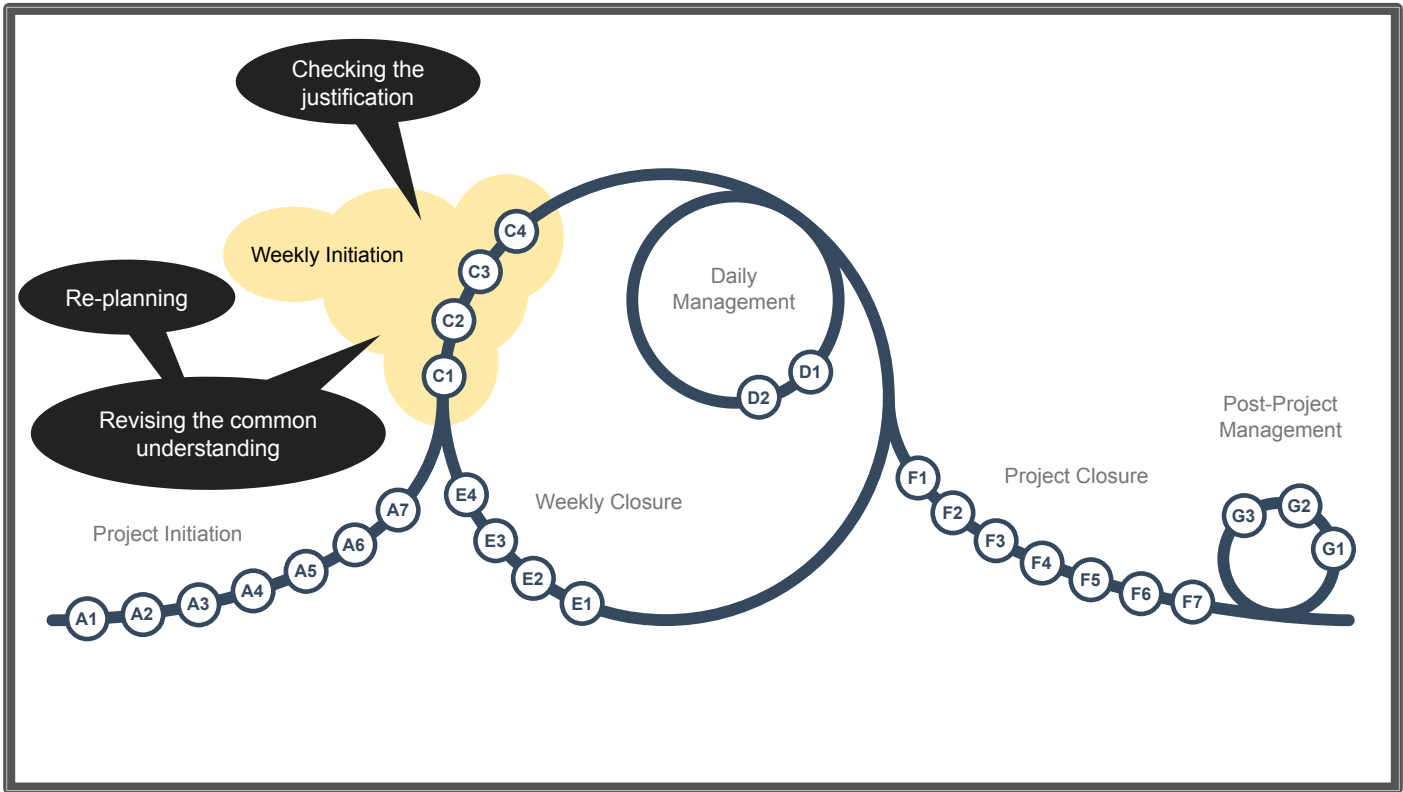 Checking the
justification
Weekly Initiation
Re-planning
Revising the common
understanding
Project Initiation
A1
A2
A3
A4
A5
A6
A7
C1
C2
C3
C4
Daily
Management
D1
D2
Weekly Closure
E1
E2
E3
E4
Project Closure
F1
F2
F3
F4
F5
F6
F7
Post-Project
Management
G1
G2
G3